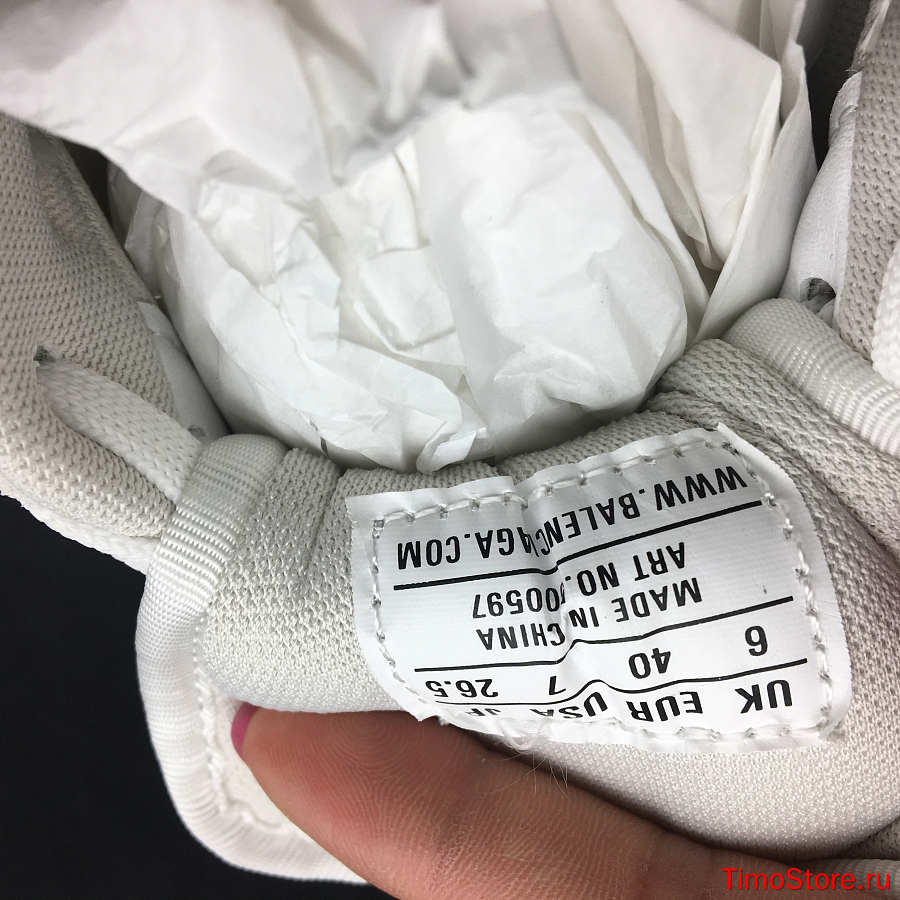 UK EUR USA JP
6 40 7 26.5
MADE IN CHINA
ART NO.
WWW.BALENCIAGA.COM
TimoStore.ru